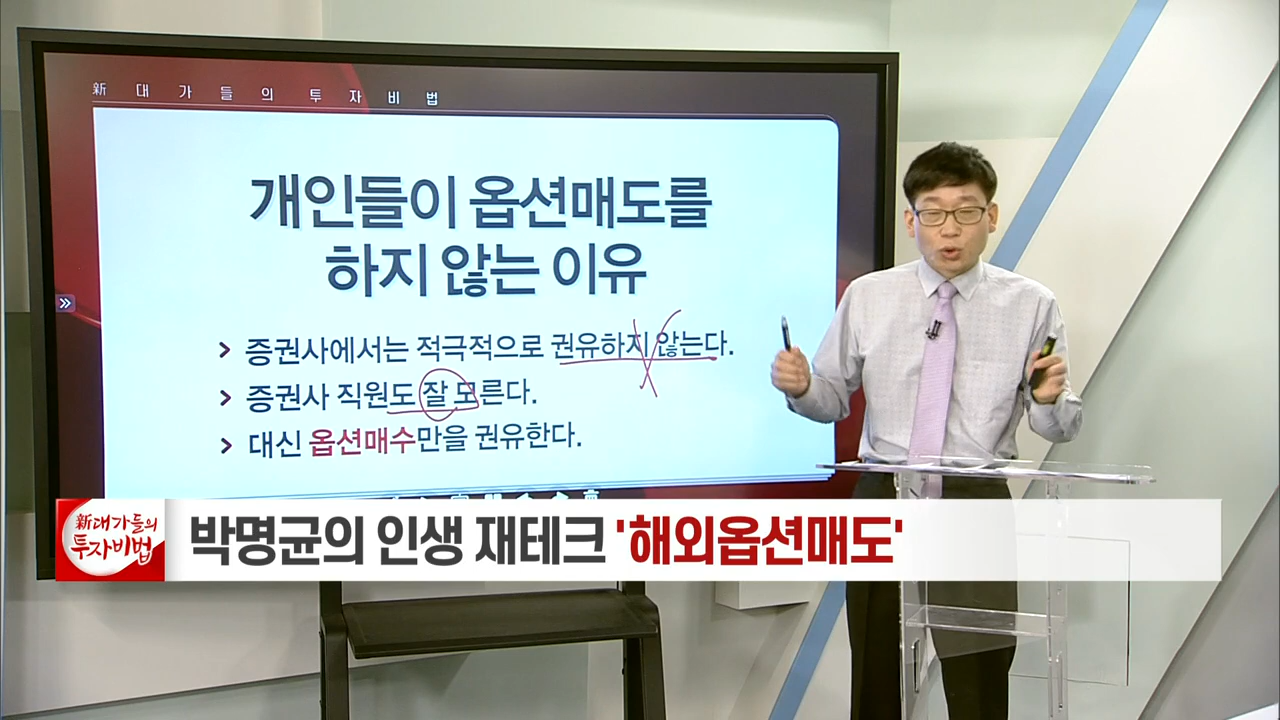 新 대 가 들 의 투 자 비 법
개인들이 옵션매도를
하지 않는 이유
증권사에서는 적극적으로 권유하지 않는다.
증권사 직원도 잘 모른다.
대신 옵션매수만을 권유한다.
新대가들의
투자비법
박명균의 인생 재테크 '해외옵션매도'